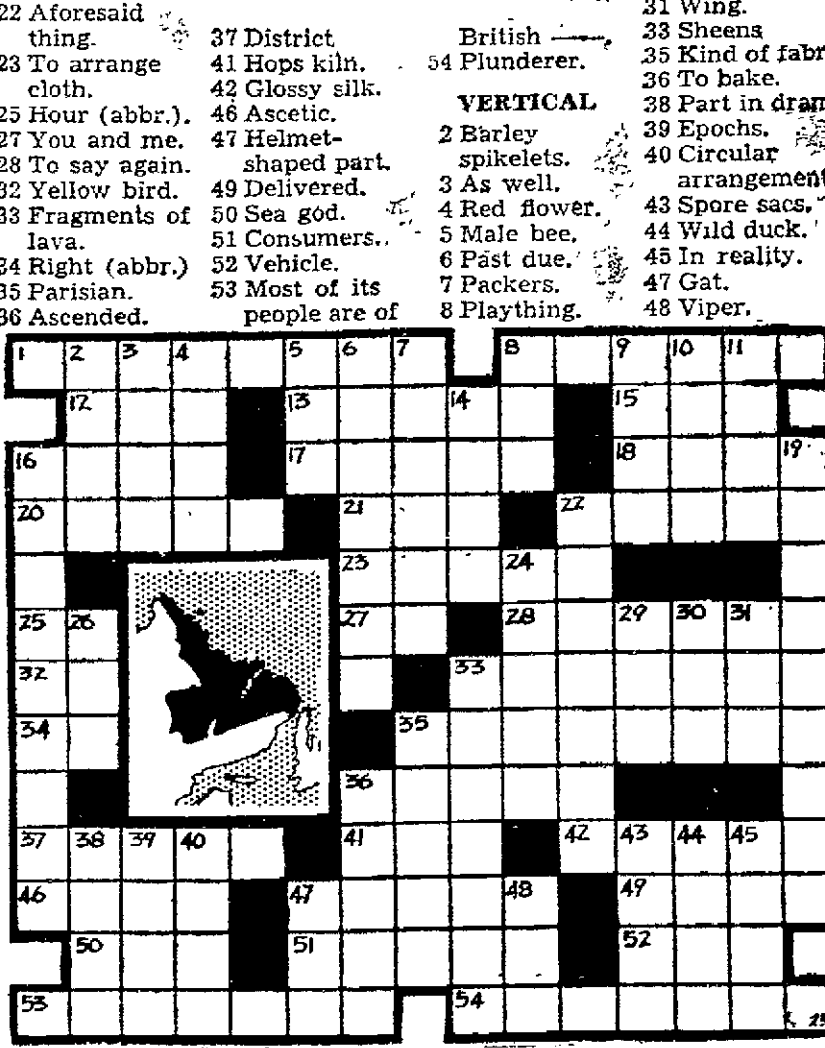 22 Aforesaid
thing.
23 To arrange
cloth.
25 Hour (abbr.).
27 You and me.
28 To say again.
32 Yellow bird.
33 Fragments of
lava.
34 Right (abbr.)
35 Parisian.
36 Ascended.
37 District
41 Hops kiln.
42 Glossy silk.
46 Ascetic.
47 Helmet-
shaped part.
49 Delivered.
50 Sea god.
51 Consumers.
52 Vehicle.
53 Most of its
people are of
British ——,
54 Plunderer.
VERTICAL
2 Barley
spikelets.
3 As well.
4 Red flower.
5 Male bee.
6 Past due.
7 Packers.
8 Plaything.
31 Wing.
33 Sheens
35 Kind of fabr
36 To bake.
38 Part in dram
39 Epochs.
40 Circular
arrangement
43 Spore sacs.
44 Wild duck.
45 In reality.
47 Gat.
48 Viper.
1 2 3 4 5 6 7 8 9 10 11
12 13 14 15
16 17 18 19
20 21 22
23 24
25 26 27 28 29 30 31
32 33
34 35
36
37 38 39 40 41 42 43 44 45
46 47 48 49
50 51 52
53 54